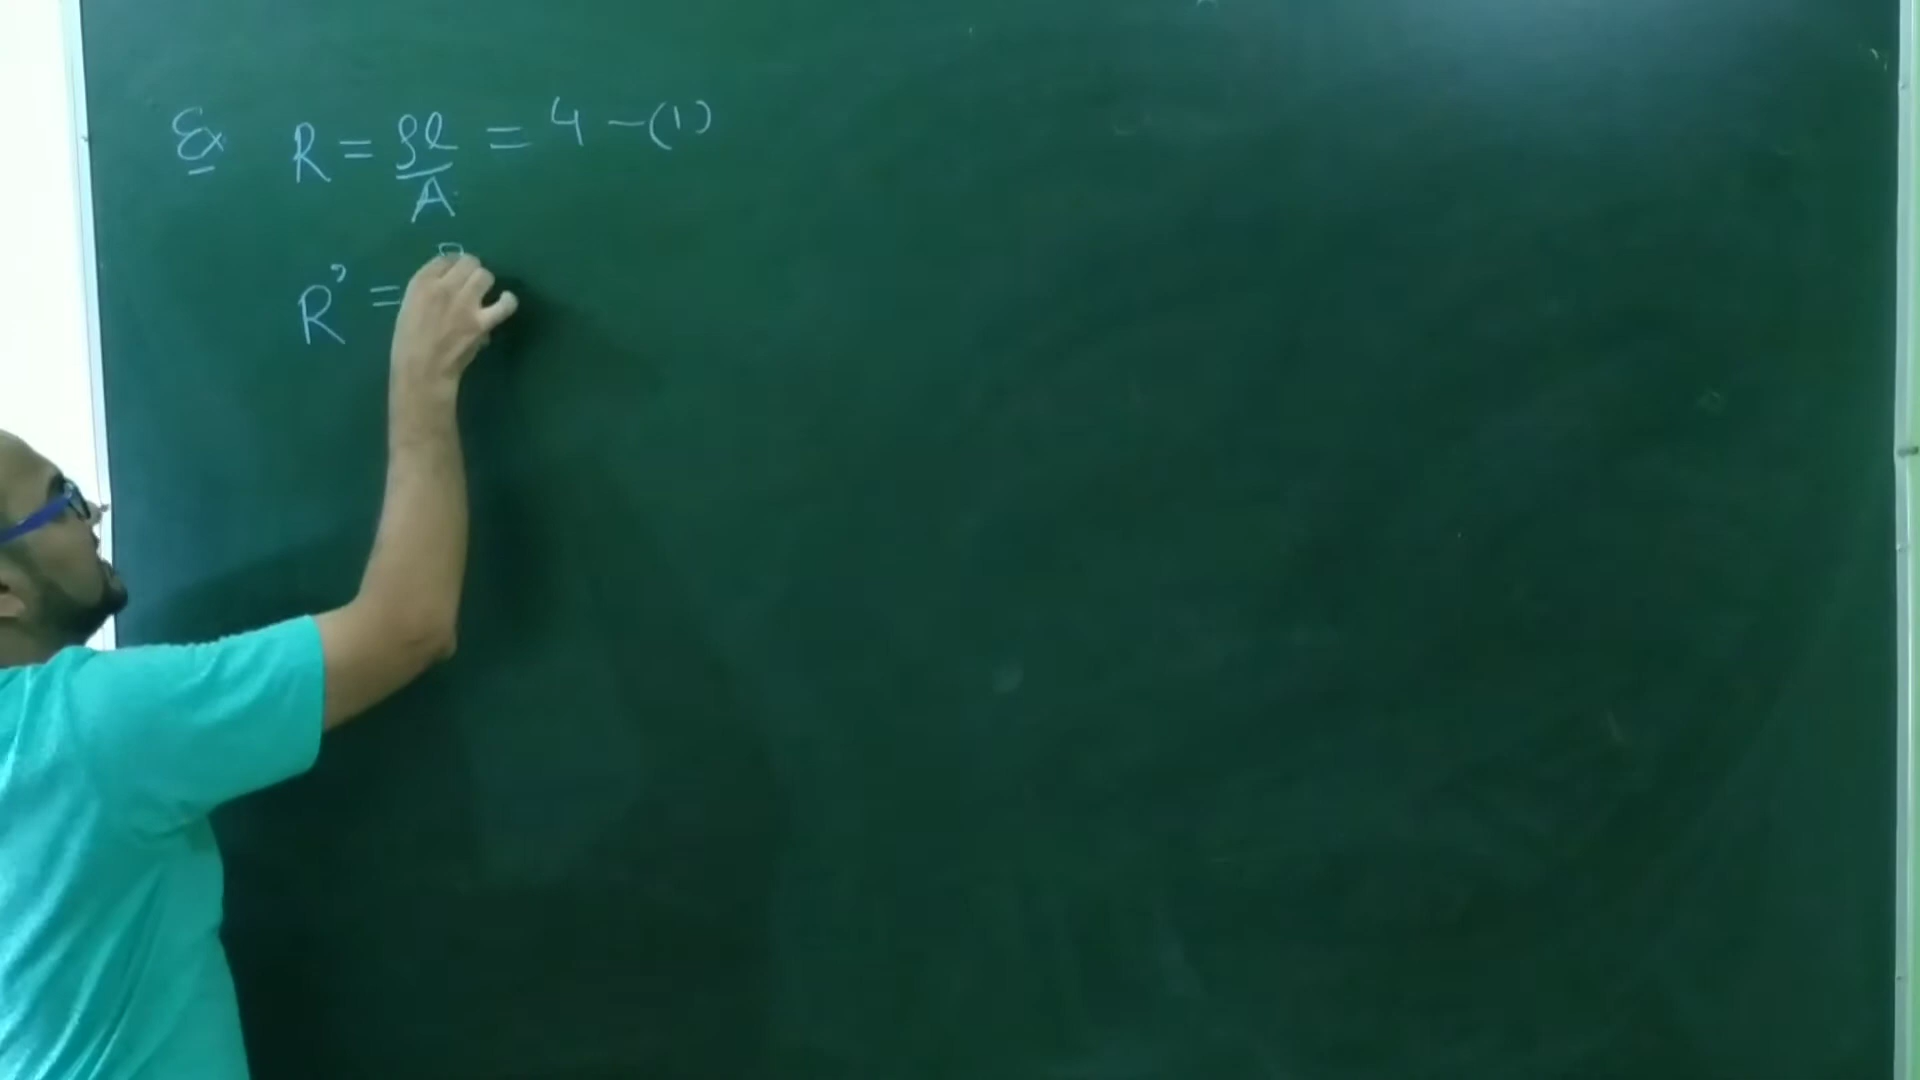 Ex R = ρl/A = 4 -(1)
R' =